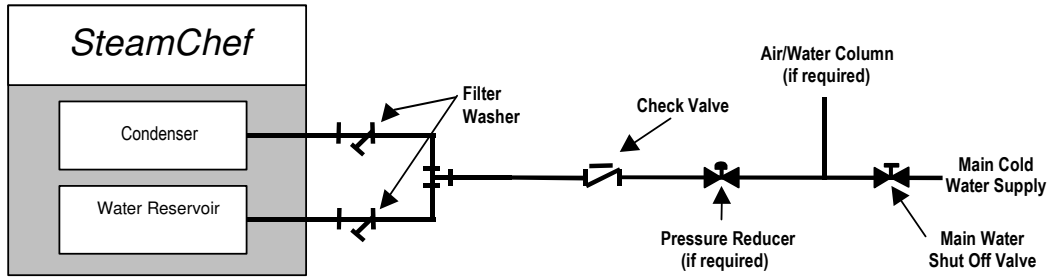 SteamChef
Condenser
Water Reservoir
Filter
Washer
Check Valve
Air/Water Column
(if required)
Pressure Reducer
(if required)
Main Cold
Water Supply
Main Water
Shut Off Valve